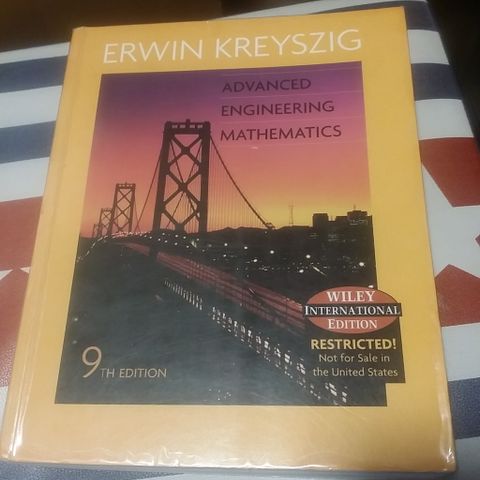 ERWIN KREYSZIG
ADVANCED
ENGINEERING
MATHEMATICS
WILEY
INTERNATIONAL
EDITION
RESTRICTED!
Not for Sale in
the United States
9TH EDITION